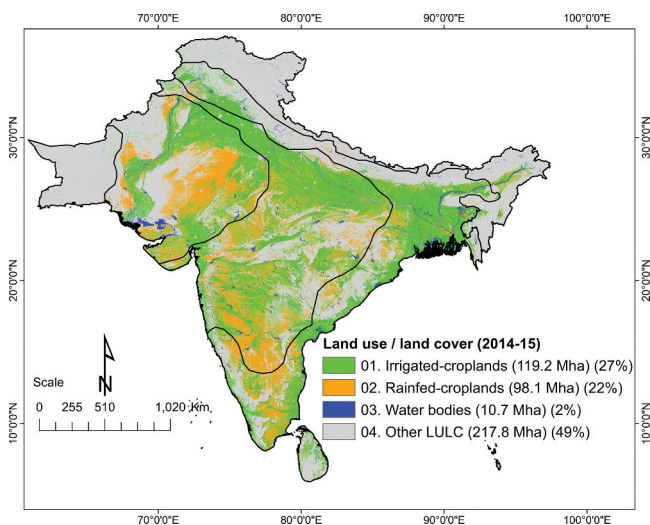 70°0'0"E 80°0'0"E 90°0'0"E 100°0'0"E
30°0'0"N 30°0'0"N
20°0'0"N 20°0'0"N
Land use / land cover (2014-15)
01. Irrigated-croplands (119.2 Mha) (27%)
02. Rainfed-croplands (98.1 Mha) (22%)
03. Water bodies (10.7 Mha) (2%)
04. Other LULC (217.8 Mha) (49%)
N
Scale
0 255 510 1,020 Km
10°0'0"N 10°0'0"N
70°0'0"E 80°0'0"E 90°0'0"E 100°0'0"E